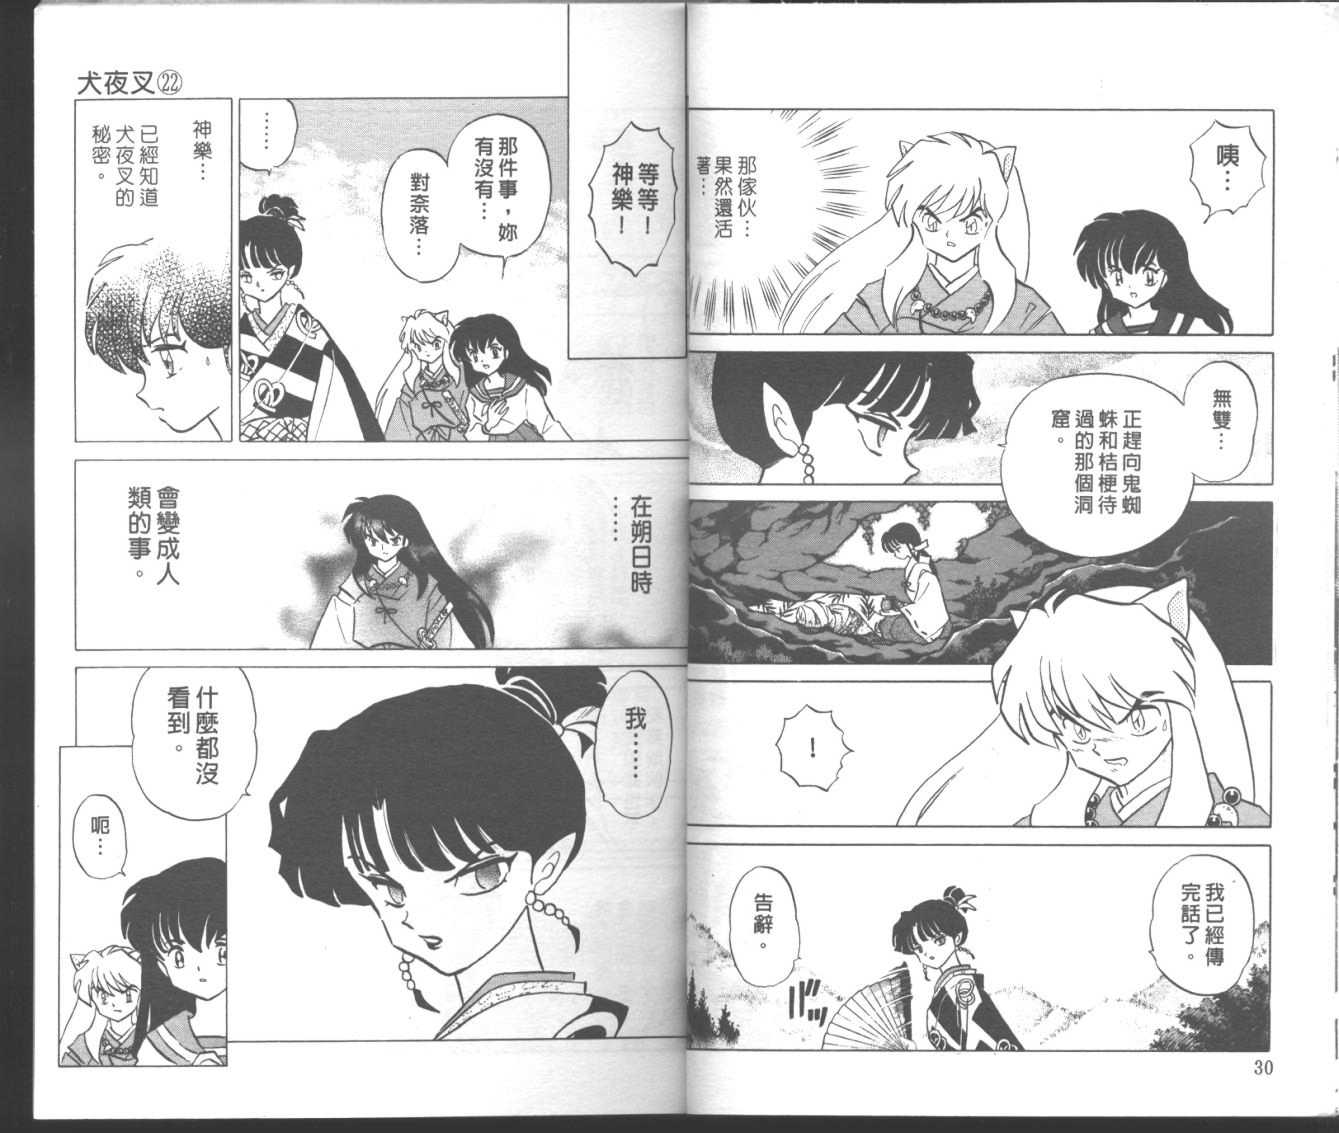 咦…
那傢伙…
果然還活
著…
無雙…
正趕向鬼蜘
蛛和桔梗待
過的那個洞
窟。
！
我已經傳
完話了。
告辭。
バッ
30
犬夜叉㉒
等等！
神樂！
那件事，妳
有沒有…
對奈落…
……
神樂…
已經知道
犬夜叉的
秘密。
在朔日時
……
會變成人
類的事。
我……
什麼都沒
看到。
呃…